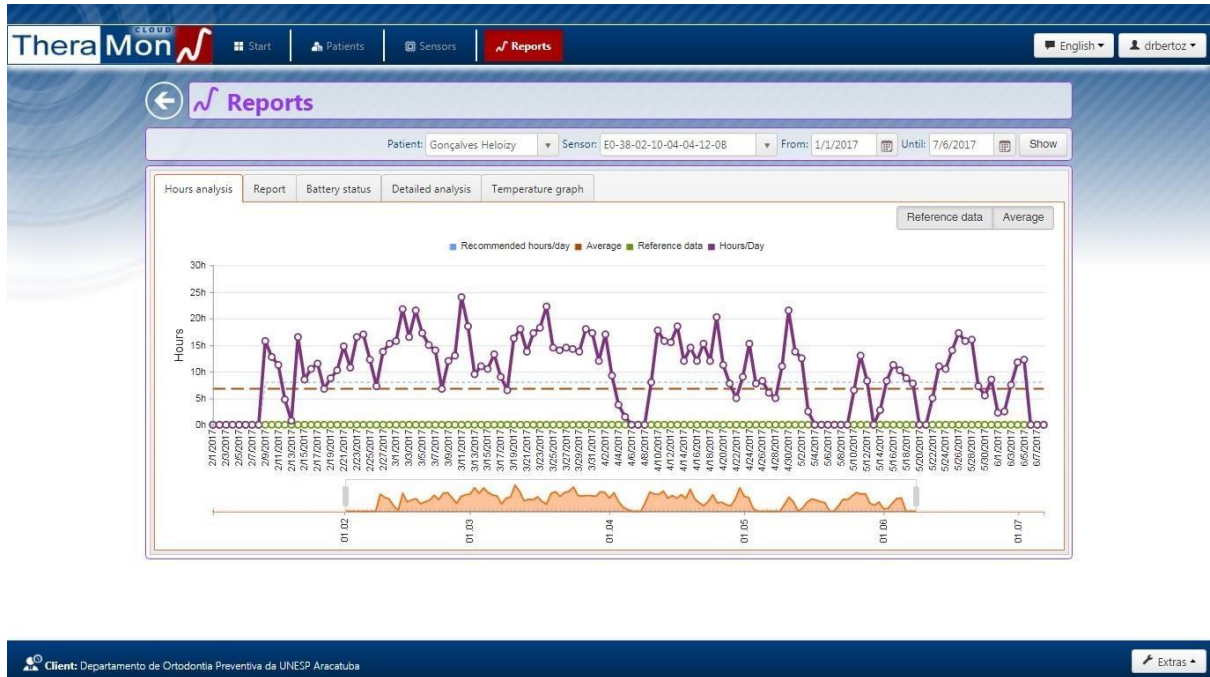 CLOUD
Thera Mon Start Patients Sensors Reports English drbertoz
Reports
Patient: Gonçalves Heloizy Sensor: E0-38-02-10-04-04-12-0B From: 1/1/2017 Until: 7/6/2017 Show
Hours analysis Report Battery status Detailed analysis Temperature graph
Reference data Average
Recommended hours/day Average Reference data Hours/Day
30h
25h
20h
15h
10h
5h
0h
Hours
2/1/2017 2/3/2017 2/5/2017 2/7/2017 2/9/2017 2/11/2017 2/13/2017 2/15/2017 2/17/2017 2/19/2017 2/21/2017 2/23/2017 2/25/2017 2/27/2017 3/1/2017 3/3/2017 3/5/2017 3/7/2017 3/9/2017 3/11/2017 3/13/2017 3/15/2017 3/17/2017 3/19/2017 3/21/2017 3/23/2017 3/25/2017 3/27/2017 3/29/2017 3/31/2017 4/2/2017 4/4/2017 4/6/2017 4/8/2017 4/10/2017 4/12/2017 4/14/2017 4/16/2017 4/18/2017 4/20/2017 4/22/2017 4/24/2017 4/26/2017 4/28/2017 4/30/2017 5/2/2017 5/4/2017 5/6/2017 5/8/2017 5/10/2017 5/12/2017 5/14/2017 5/16/2017 5/18/2017 5/20/2017 5/22/2017 5/24/2017 5/26/2017 5/28/2017 5/30/2017 6/1/2017 6/3/2017 6/5/2017 6/7/2017
01.02 01.03 01.04 01.05 01.06 01.07
Client: Departamento de Ortodontia Preventiva da UNESP Aracatuba Extras